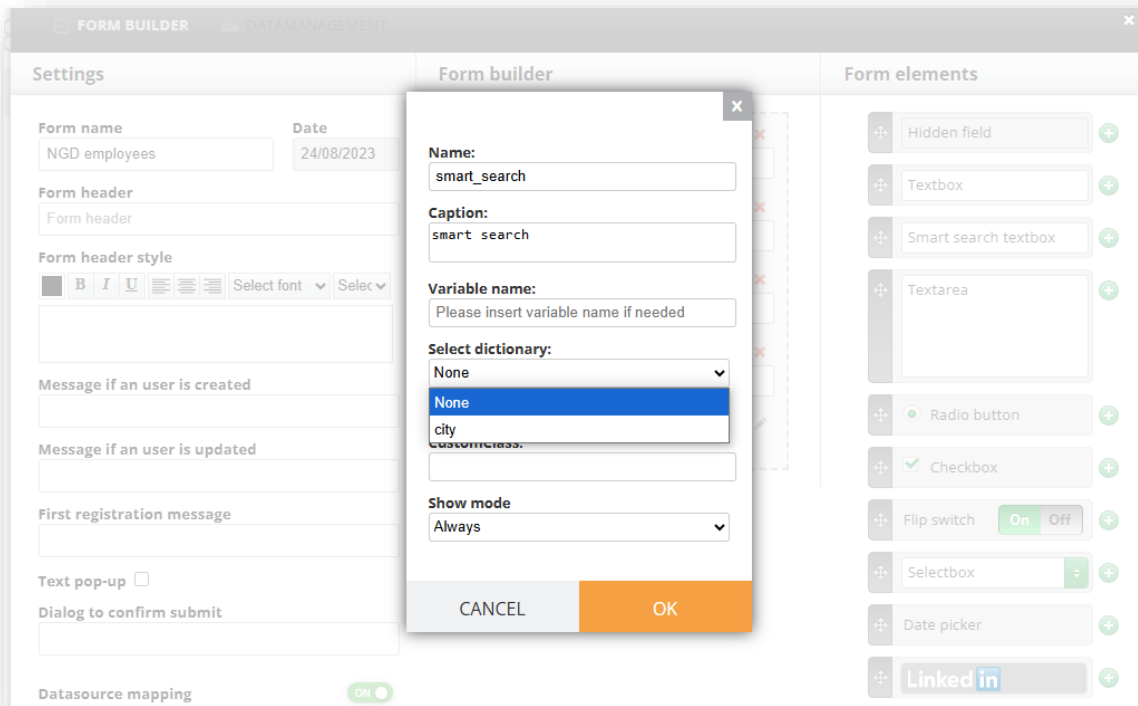 FORM BUILDER
DATAMANAGEMENT
Settings
Form builder
Form elements
Form name
Date
NGD employees
24/08/2023
Form header
Form header
Form header style
B I U
Select font
Selec
Message if an user is created
Message if an user is updated
First registration message
Text pop-up
Dialog to confirm submit
Datasource mapping
ON
Name:
smart_search
Caption:
smart search
Variable name:
Please insert variable name if needed
Select dictionary:
None
None
city
CustomClass:
Show mode
Always
CANCEL
OK
Hidden field
Textbox
Smart search textbox
Textarea
Radio button
Checkbox
Flip switch
On
Off
Selectbox
Date picker
Linked in